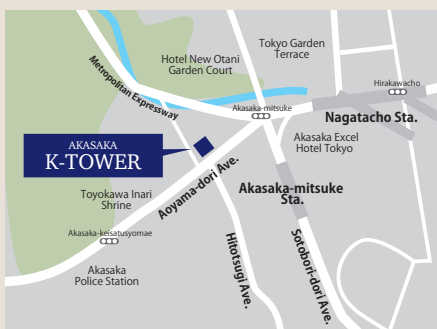 Tokyo Garden
Terrace
Hotel New Otani
Garden Court
Metropolitan Expressway
Hirakawacho
Akasaka-mitsuke
Nagatacho Sta.
AKASAKA
K-TOWER
Akasaka Excel
Hotel Tokyo
Aoyama-dori Ave.
Toyokawa Inari
Shrine
Akasaka-mitsuke
Sta.
Akasaka-keisatusyomae
Hitotsugi Ave.
Sotobori-dori Ave.
Akasaka
Police Station